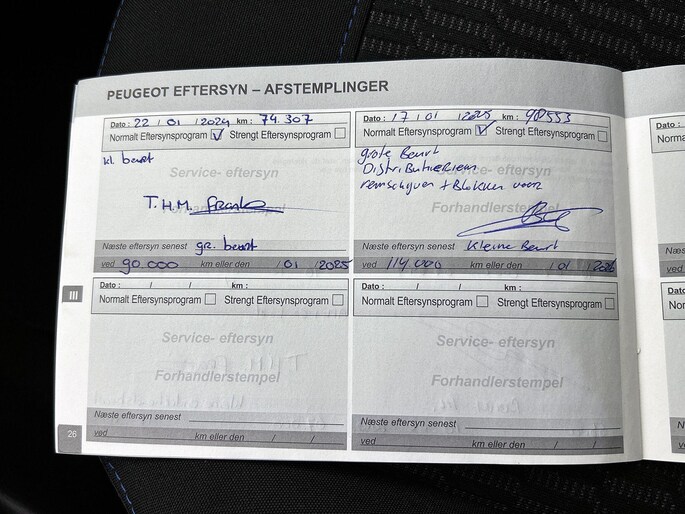 PEUGEOT EFTERSYN – AFSTEMPLINGER
Dato : 22 / 01 / 2024 km : 74.307
Normalt Eftersynsprogram ☑ Strengt Eftersynsprogram ☐
kl beurt
Service- eftersyn
T.H.M. Franke
Forhandlerstempel
Næste eftersyn senest gr. beurt
ved 90.000 km eller den / 01 / 2025
Dato : 17 / 01 / 2025 km : 90553
Normalt Eftersynsprogram ☑ Strengt Eftersynsprogram ☐
grote Beurt
Distributieriem
remschijven + Blokken voor
Service- eftersyn
Forhandlerstempel
Næste eftersyn senest Kleine Beurt
ved 114.000 km eller den / 01 / 2026
III
Dato : / / km :
Normalt Eftersynsprogram ☐ Strengt Eftersynsprogram ☐
Service- eftersyn
Forhandlerstempel
Næste eftersyn senest
ved km eller den / /
Dato : / / km :
Normalt Eftersynsprogram ☐ Strengt Eftersynsprogram ☐
Service- eftersyn
Forhandlerstempel
Næste eftersyn senest
ved km eller den / /
26